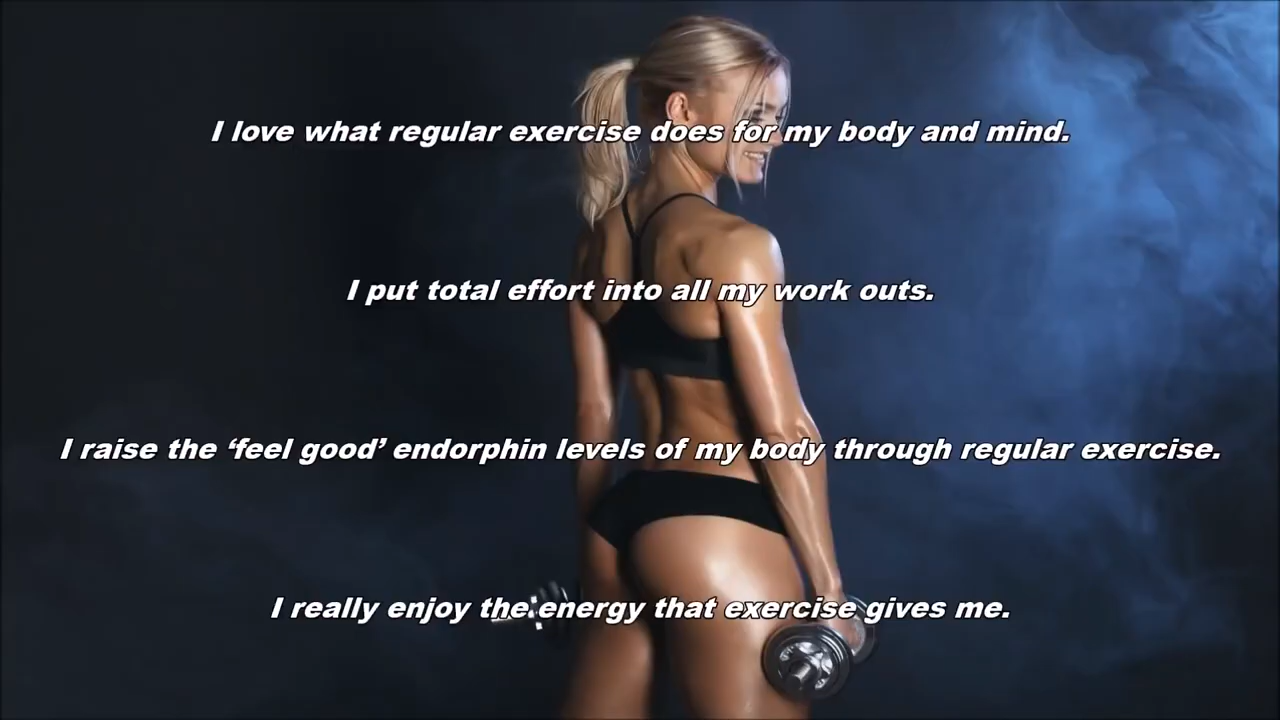 I love what regular exercise does for my body and mind.
I put total effort into all my work outs.
I raise the ‘feel good’ endorphin levels of my body through regular exercise.
I really enjoy the energy that exercise gives me.